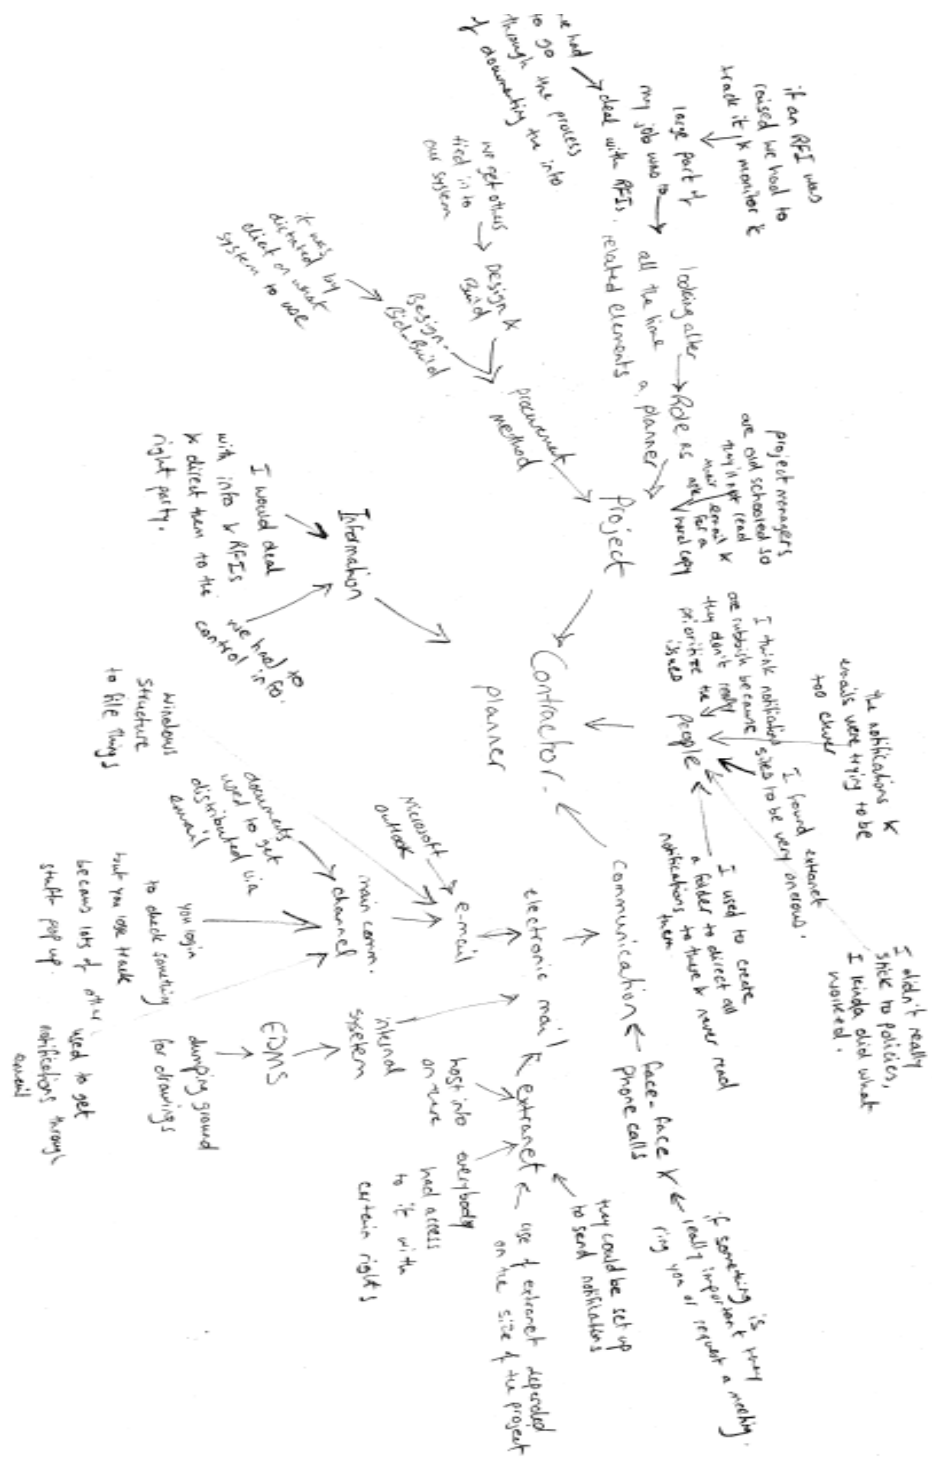 if an RFI was
raised we had to
track it & monitor it
large part of
my job was to
deal with RFIs.
we had
to go
through the process
of documenting the info
looking after
all the time
related elements
Role as
a planner
we get others
tied in to
our system
Design &
Build
it was
dictated by
client on what
system to use
Design-
Bid-Build
procurement
method
Project
project managers
are old schooled so
they'll not read
their email &
ask for a
hard copy
I would deal
with info & RFIs
& direct them to the
right party.
we had to
control info.
Information
Contractor-
planner
the notifications &
emails were trying to be
too clever
I think notifications
are rubbish because
they don't really
prioritize the
issues
people
I found extranet
sites to be very onerous.
I didn't really
stick to policies,
I kinda did what
worked.
I used to create
a folder to direct all
notifications to there & never read
them
communication
face-face &
phone calls
if something is
really important they
ring you or request a meeting.
electronic mail
e-mail
Microsoft
outlook
windows
structure
to file things
main comm.
channel
documents
used to get
distributed via
email
you login
to check something
but you lose track
becaus lots of other
stuff pop up.
used to get
notifications through
email
internal
sysetem
EDMS
dumping ground
for drawings
extranet
host info
everybody
had access
to it with
certain rights
use of extranet depended
on the size of the project
they could be set up
to send notifications